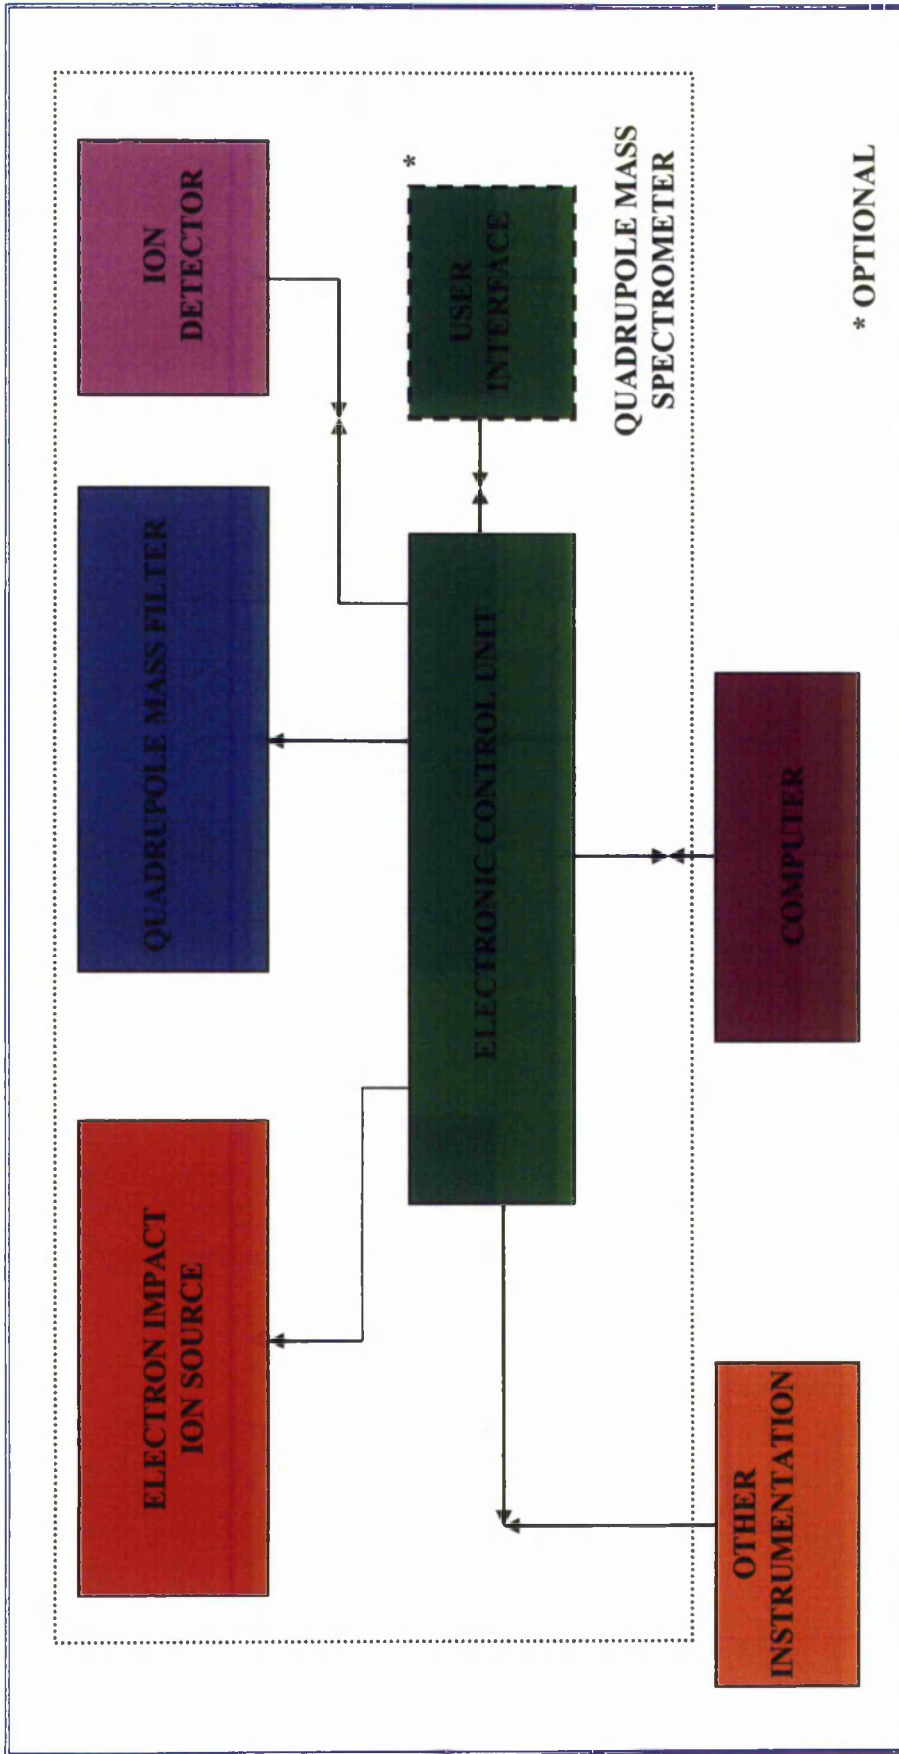 ELECTRON IMPACT
ION SOURCE
QUADRUPOLE MASS FILTER
ION
DETECTOR
ELECTRONIC CONTROL UNIT
USER
INTERFACE
*
QUADRUPOLE MASS
SPECTROMETER
OTHER
INSTRUMENTATION
COMPUTER
* OPTIONAL